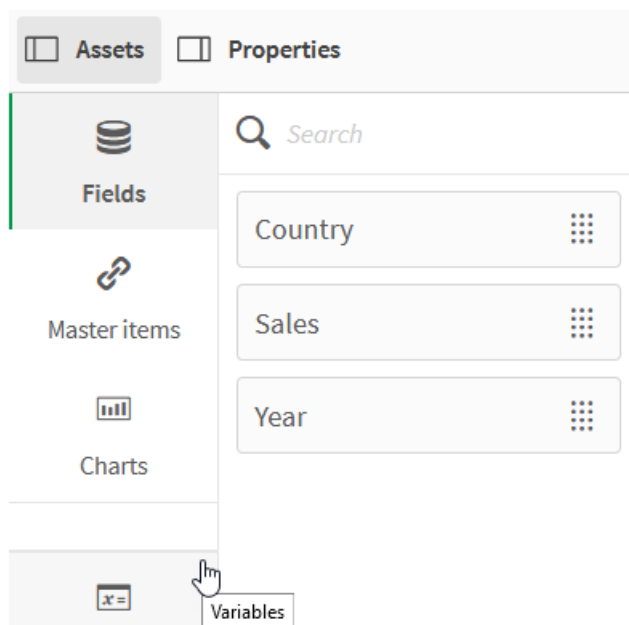 Assets Properties
Fields
Search
Country
Master items
Sales
Year
Charts
x=
Variables